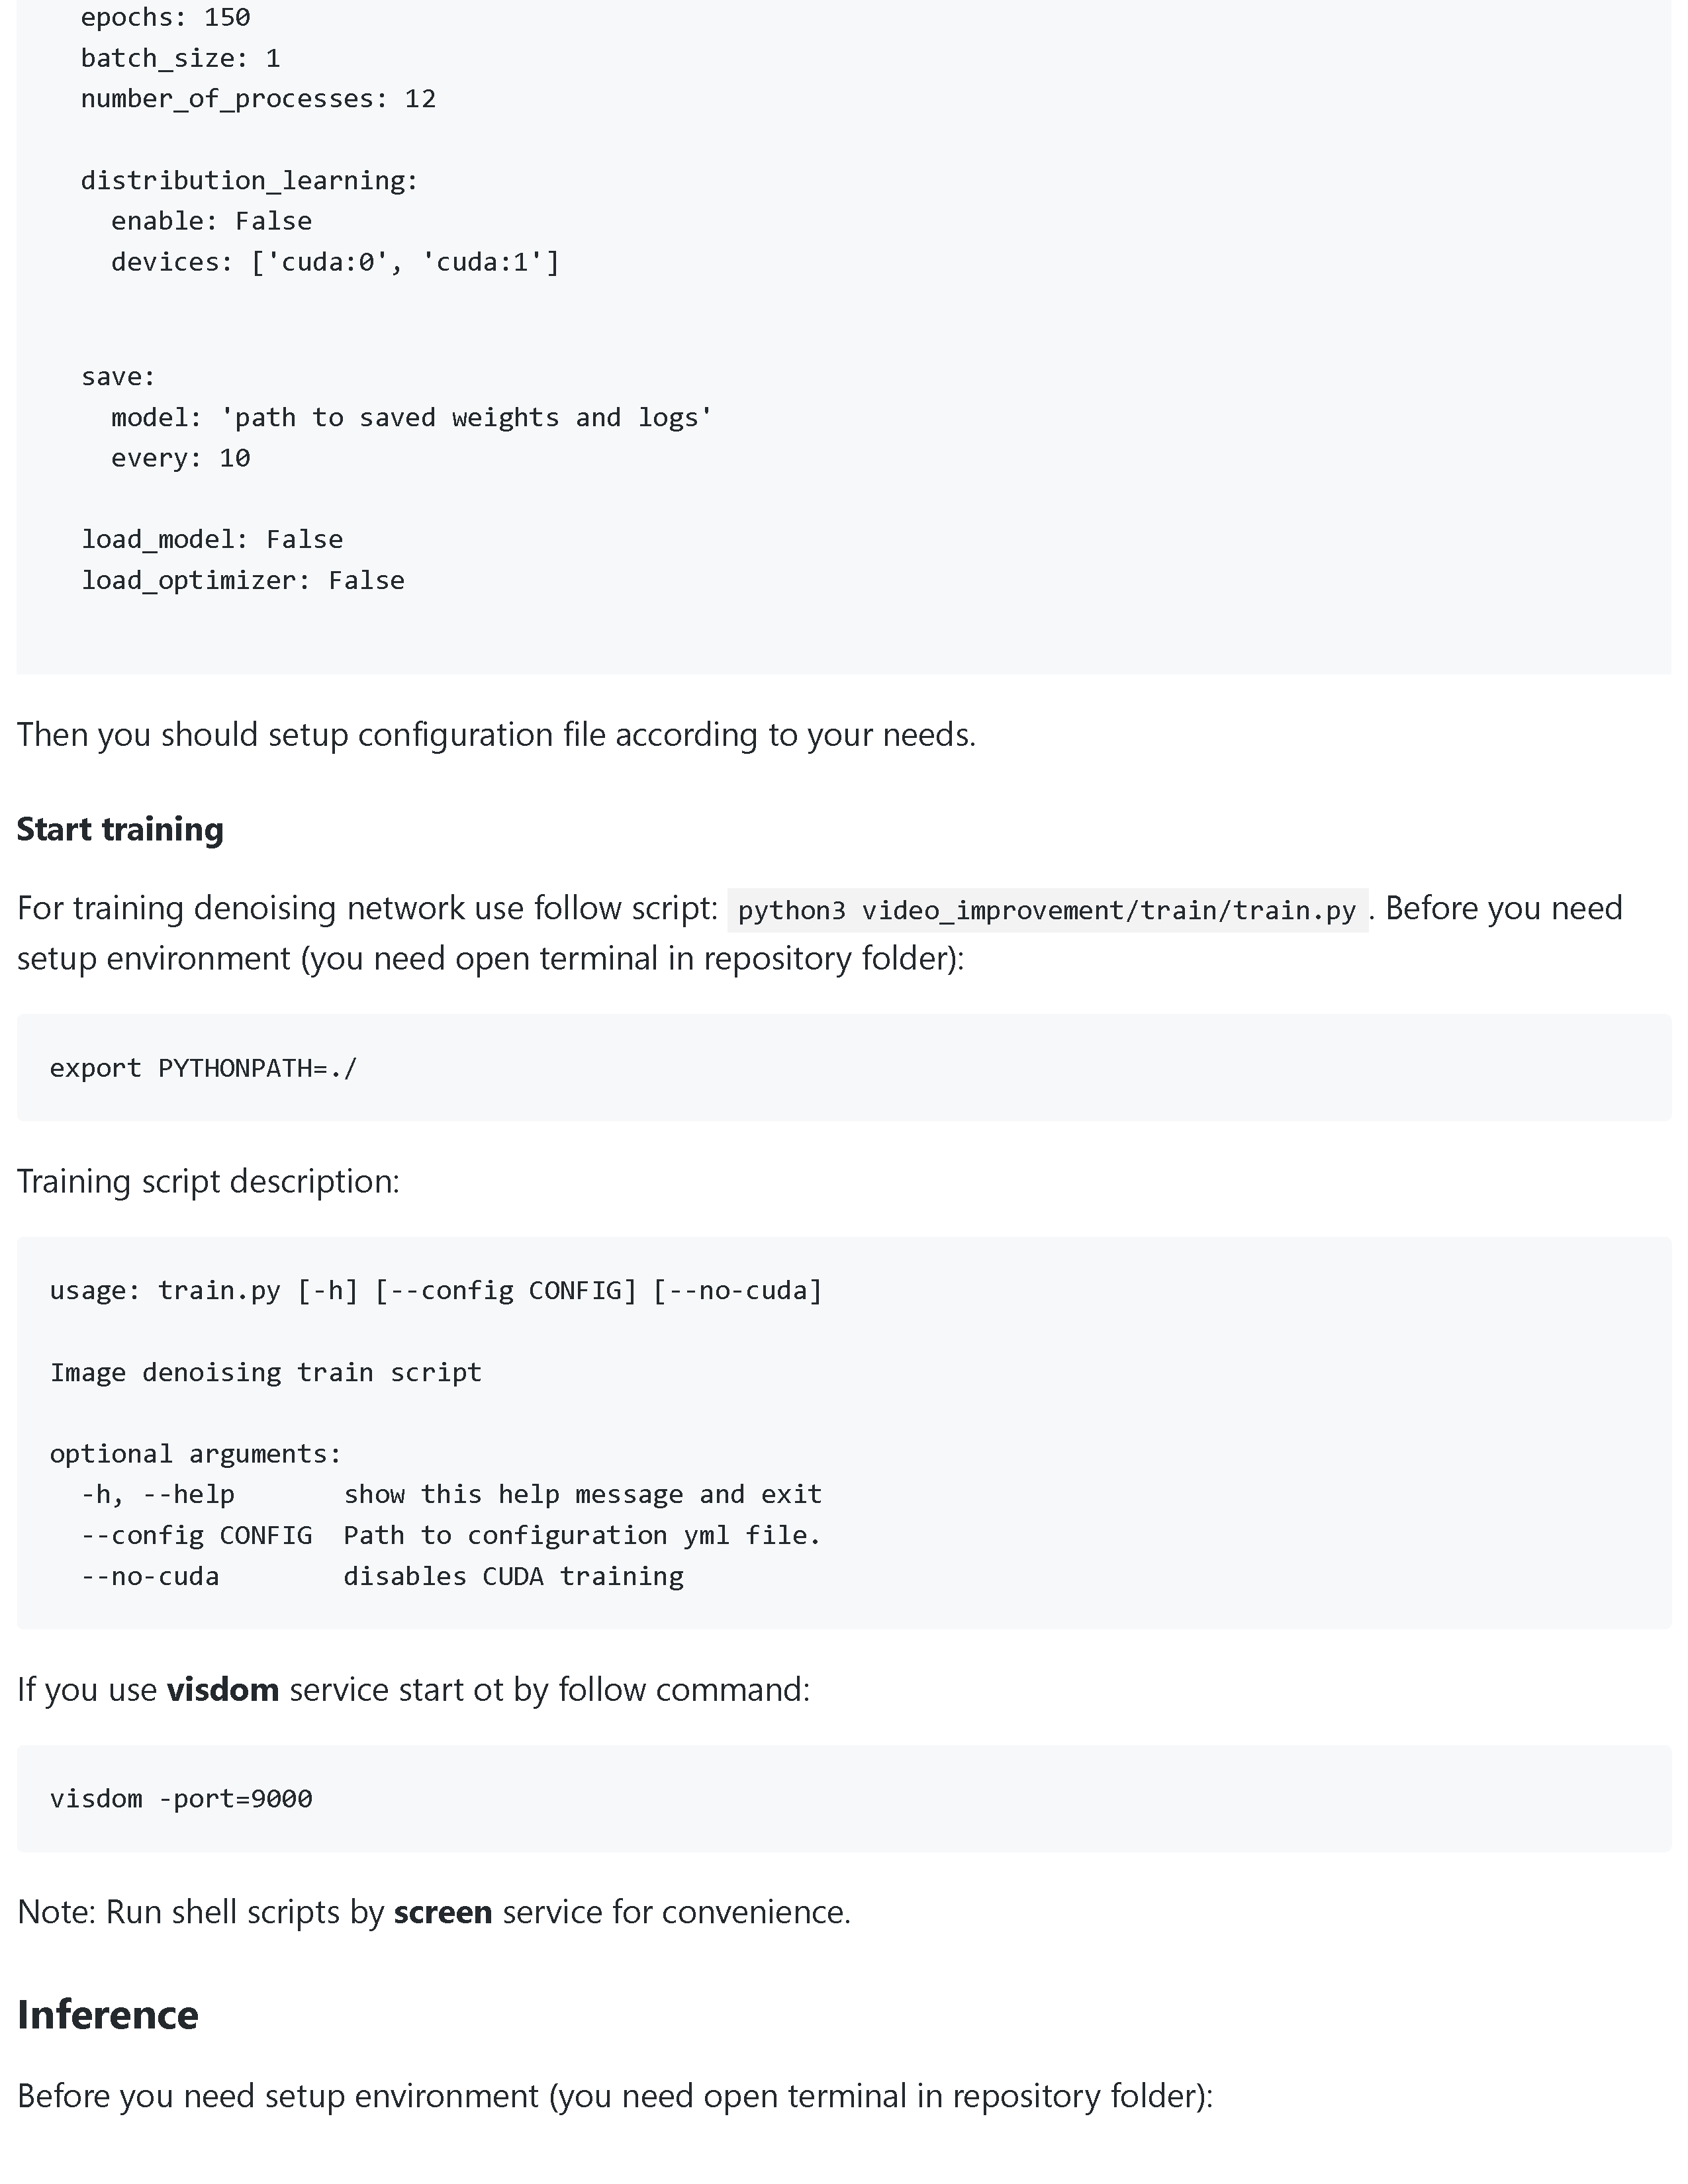 epochs: 150
batch_size: 1
number_of_processes: 12
distribution_learning:
enable: False
devices: ['cuda:0', 'cuda:1']
save:
model: 'path to saved weights and logs'
every: 10
load_model: False
load_optimizer: False
Then you should setup configuration file according to your needs.
Start training
For training denoising network use follow script: python3 video_improvement/train/train.py . Before you need
setup environment (you need open terminal in repository folder):
export PYTHONPATH=./
Training script description:
usage: train.py [-h] [--config CONFIG] [--no-cuda]
Image denoising train script
optional arguments:
-h, --help show this help message and exit
--config CONFIG Path to configuration yml file.
--no-cuda disables CUDA training
If you use visdom service start ot by follow command:
visdom -port=9000
Note: Run shell scripts by screen service for convenience.
Inference
Before you need setup environment (you need open terminal in repository folder):